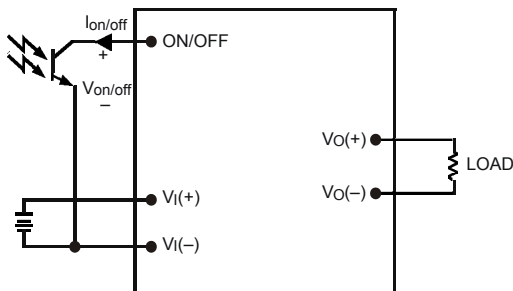 Ion/off
ON/OFF
+
Von/off
–
VO(+)
LOAD
VO(–)
VI(+)
VI(–)